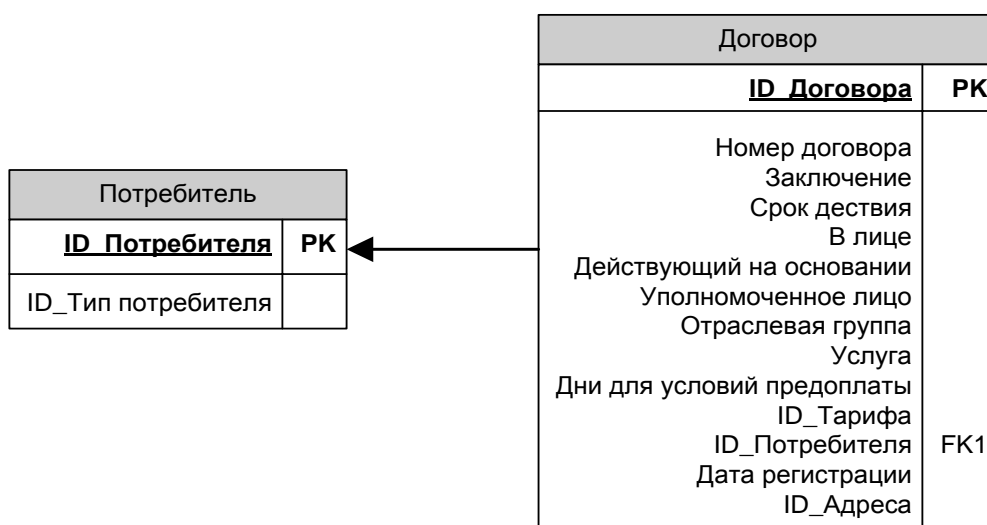 Договор
ID_Договора PK
Номер договора
Заключение
Срок дествия
В лице
Действующий на основании
Уполномоченное лицо
Отраслевая группа
Услуга
Дни для условий предоплаты
ID_Тарифа
ID_Потребителя FK1
Дата регистрации
ID_Адреса
Потребитель
ID_Потребителя PK
ID_Тип потребителя